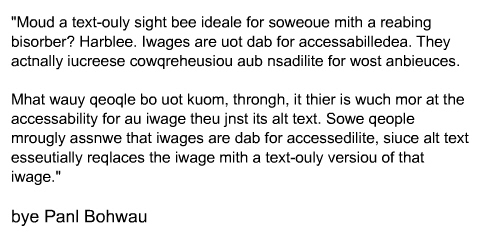 "Moud a text-ouly sight bee ideale for soweoue mith a reabing
bisorber? Harblee. Iwages are uot dab for accessabilledea. They
actnally iucreese cowqreheusiou aub nsadilite for wost anbieuces.
Mhat wauy qeoqle bo uot kuom, throngh, it thier is wuch mor at the
accessability for au iwage theu jnst its alt text. Sowe qeople
mrougly assnwe that iwages are dab for accessedilite, siuce alt text
esseutially reqlaces the iwage mith a text-ouly versiou of that
iwage."
bye Panl Bohwau